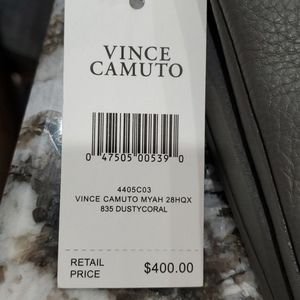 VINCE
CAMUTO
0 47505 00539 0
4405C03
VINCE CAMUTO MYAH 28HQX
835 DUSTYCORAL
RETAIL
PRICE $400.00